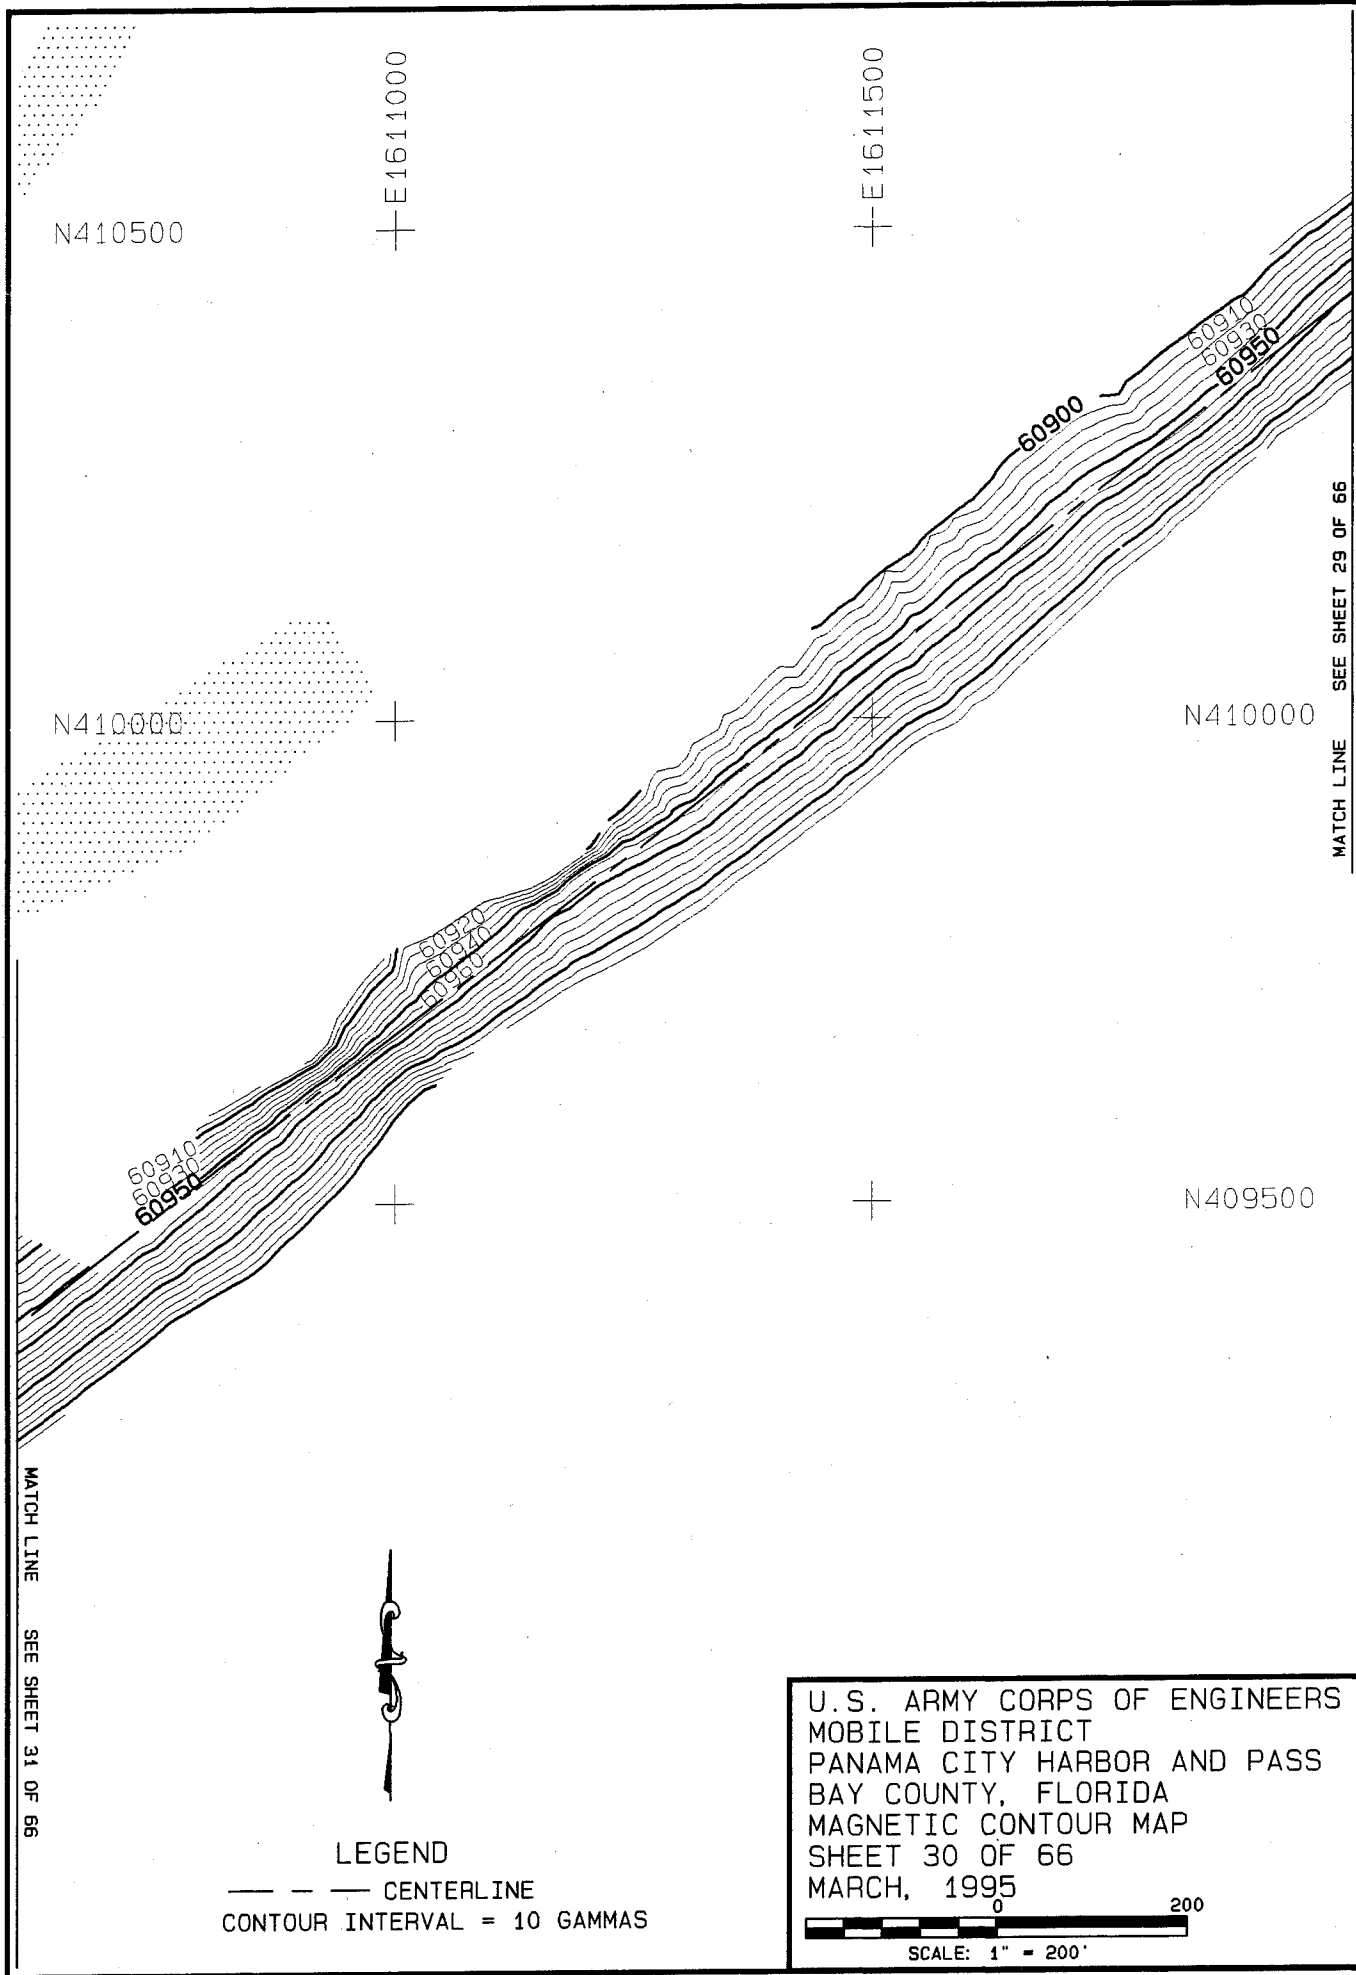 E1611000
E1611500
N410500
60910
60930
60950
60900
MATCH LINE SEE SHEET 29 OF 66
N410000
N410000
60920
60940
60960
60910
60930
60950
N409500
MATCH LINE SEE SHEET 31 OF 66
LEGEND
CENTERLINE
CONTOUR INTERVAL = 10 GAMMAS
U.S. ARMY CORPS OF ENGINEERS
MOBILE DISTRICT
PANAMA CITY HARBOR AND PASS
BAY COUNTY, FLORIDA
MAGNETIC CONTOUR MAP
SHEET 30 OF 66
MARCH, 1995
0 200
SCALE: 1" = 200'